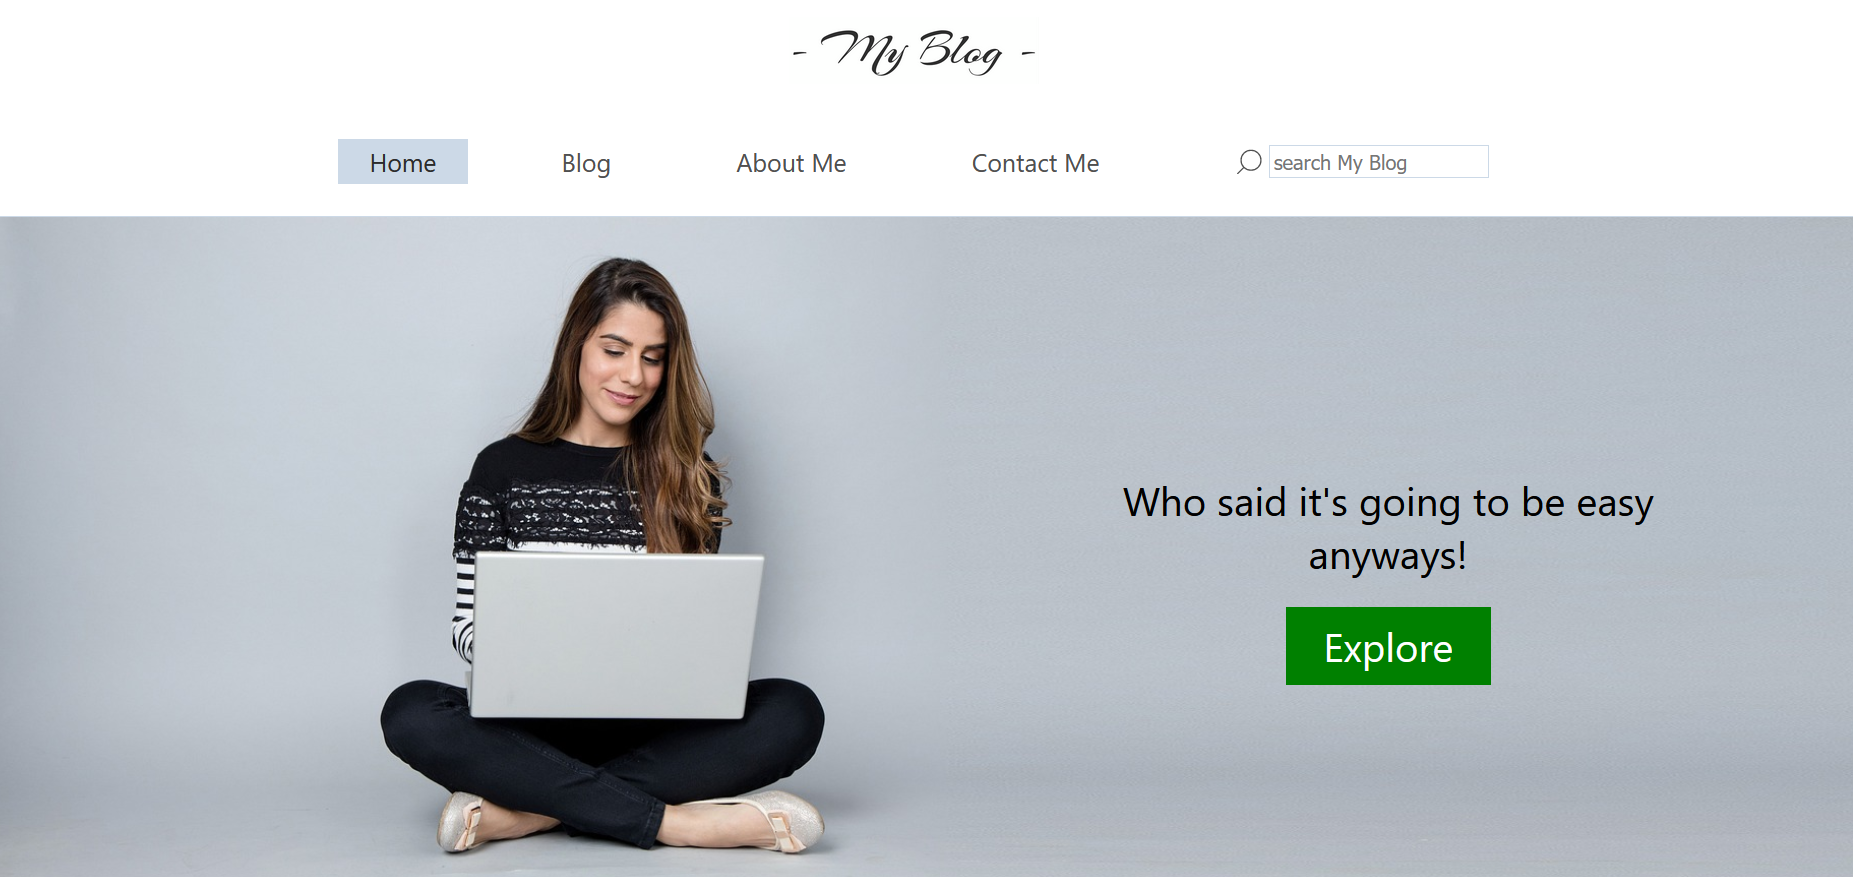 - My Blog -
Home Blog About Me Contact Me search My Blog
Who said it's going to be easy
anyways!
Explore